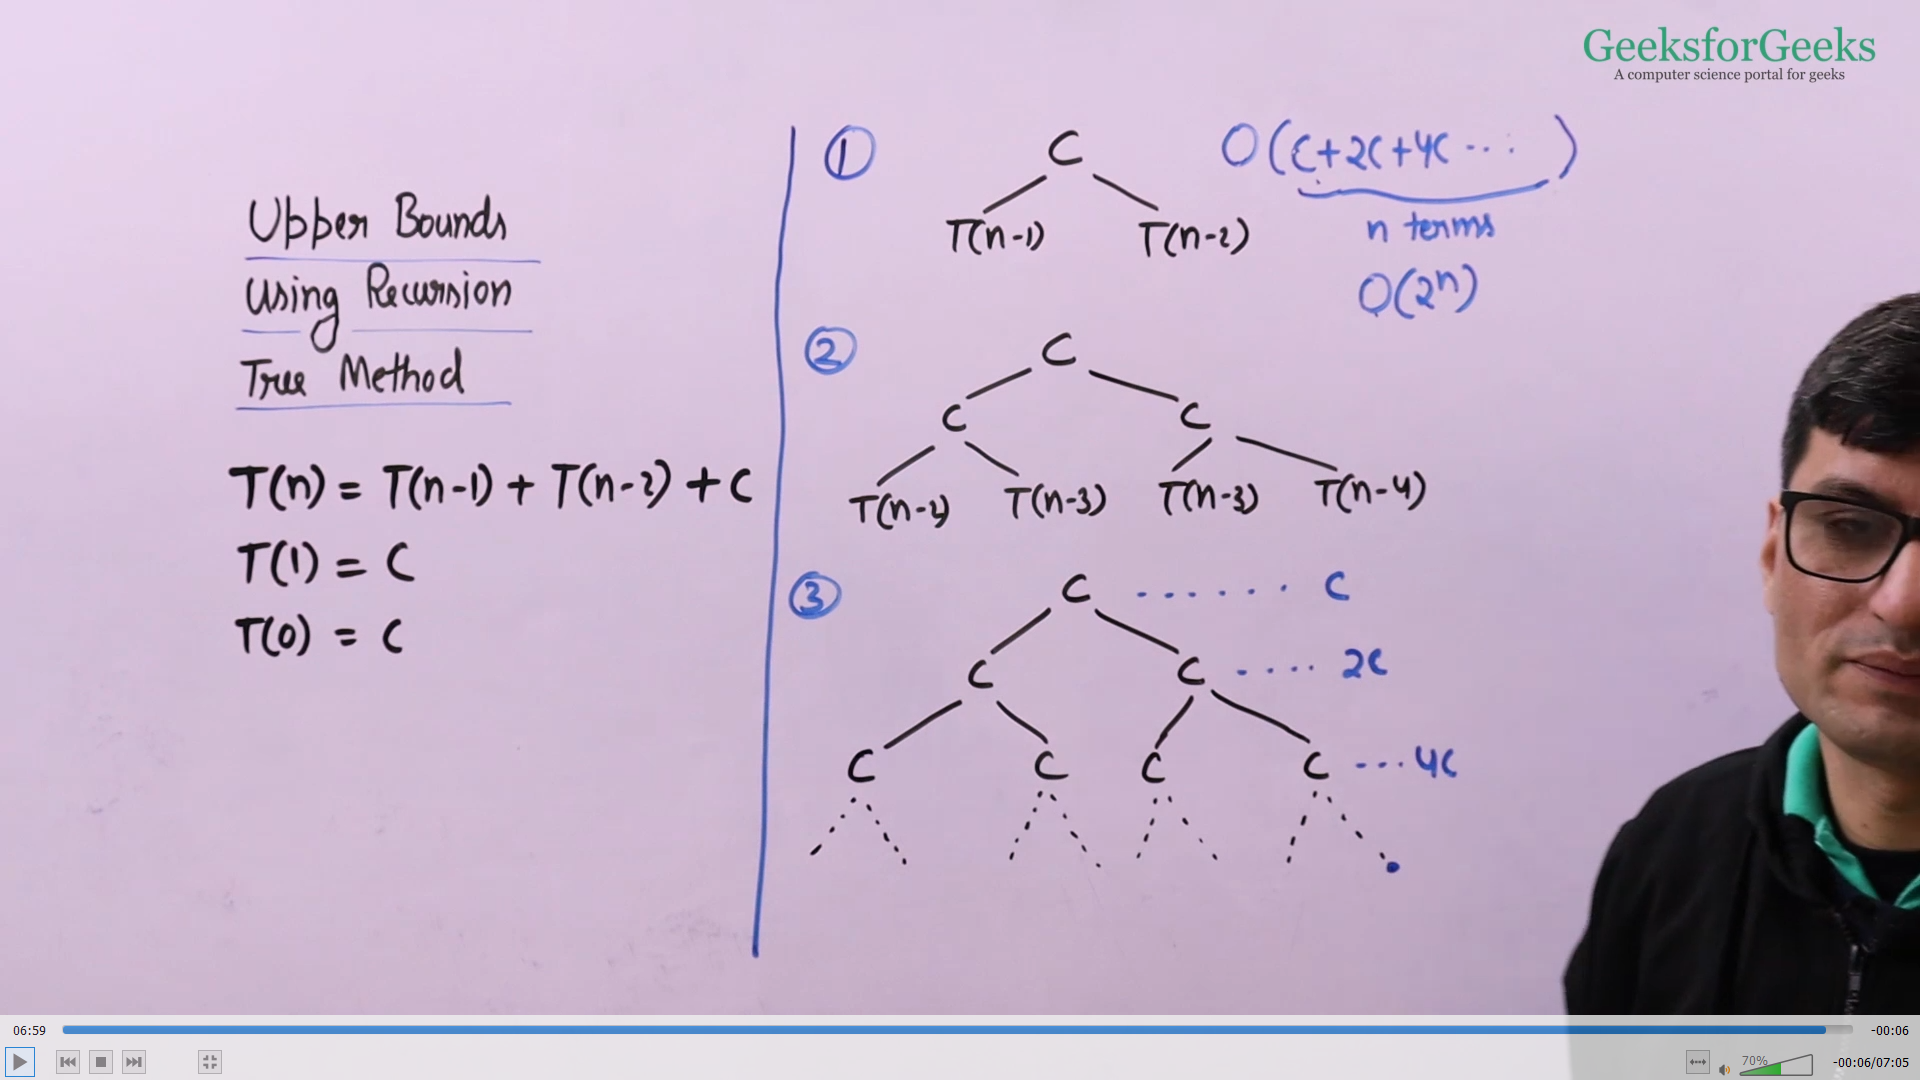 GeeksforGeeks
A computer science portal for geeks
Upper Bounds
Using Recursion
Tree Method
T(n) = T(n-1) + T(n-2) + C
T(1) = C
T(0) = C
①
C
T(n-1) T(n-2)
O(C+2C+4C ··· )
n terms
O(2ⁿ)
②
C
C C
T(n-2) T(n-3) T(n-3) T(n-4)
③
C ······ C
C C ···· 2C
C C C C ···4C
06:59
-00:06
70%
-00:06/07:05